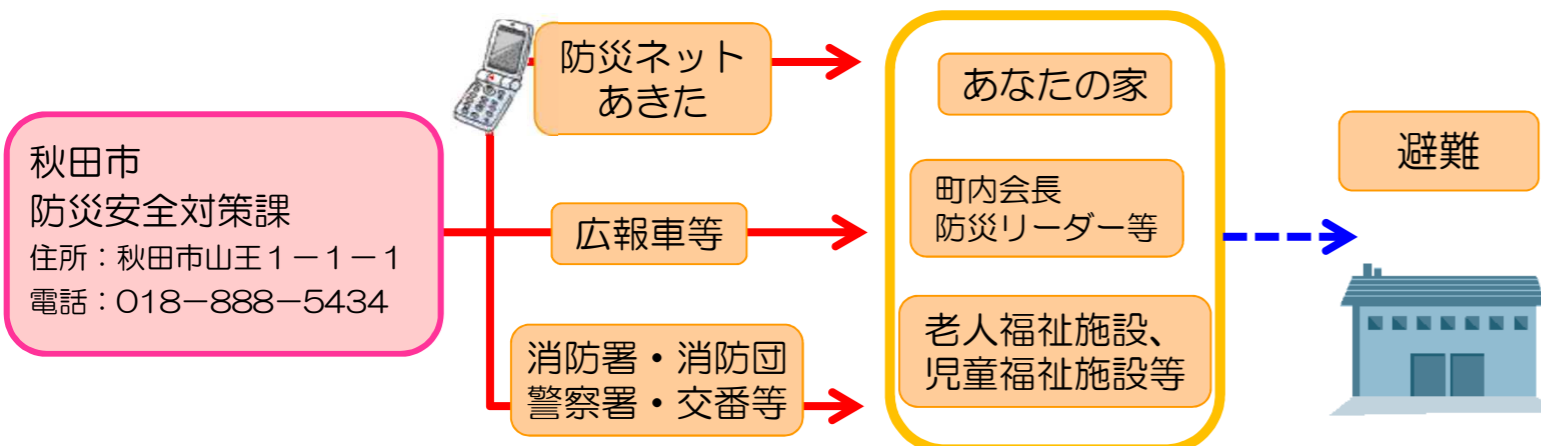 秋田市
防災安全対策課
住所：秋田市山王１－１－１
電話：018－888－5434
防災ネット
あきた
広報車等
消防署・消防団
警察署・交番等
あなたの家
町内会長
防災リーダー等
老人福祉施設、
児童福祉施設等
避難